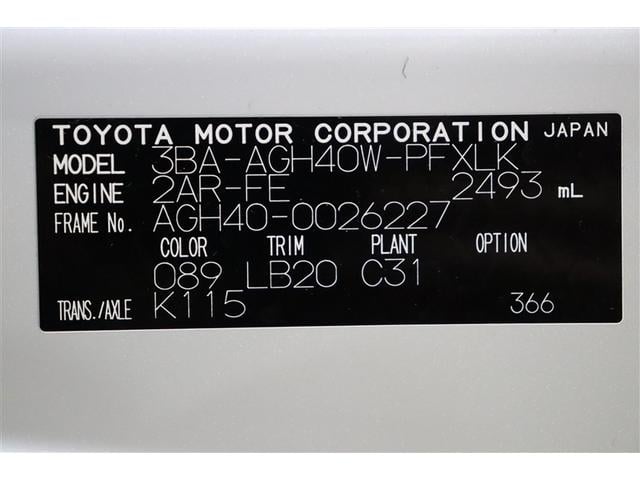 TOYOTA MOTOR CORPORATION JAPAN
MODEL 3BA-AGH40W-PFXLK
ENGINE 2AR-FE 2493 mL
FRAME No. AGH40-0026227
COLOR TRIM PLANT OPTION
089 LB20 C31
TRANS./AXLE K115 366